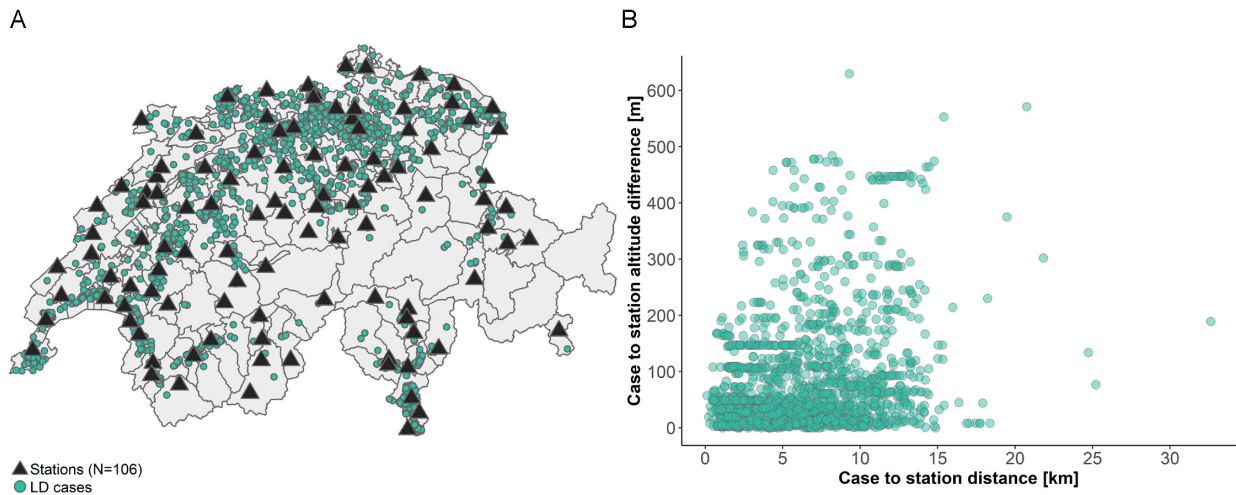 A
B
Stations (N=106)
LD cases
Case to station altitude difference [m]
600
500
400
300
200
100
0
0 5 10 15 20 25 30
Case to station distance [km]